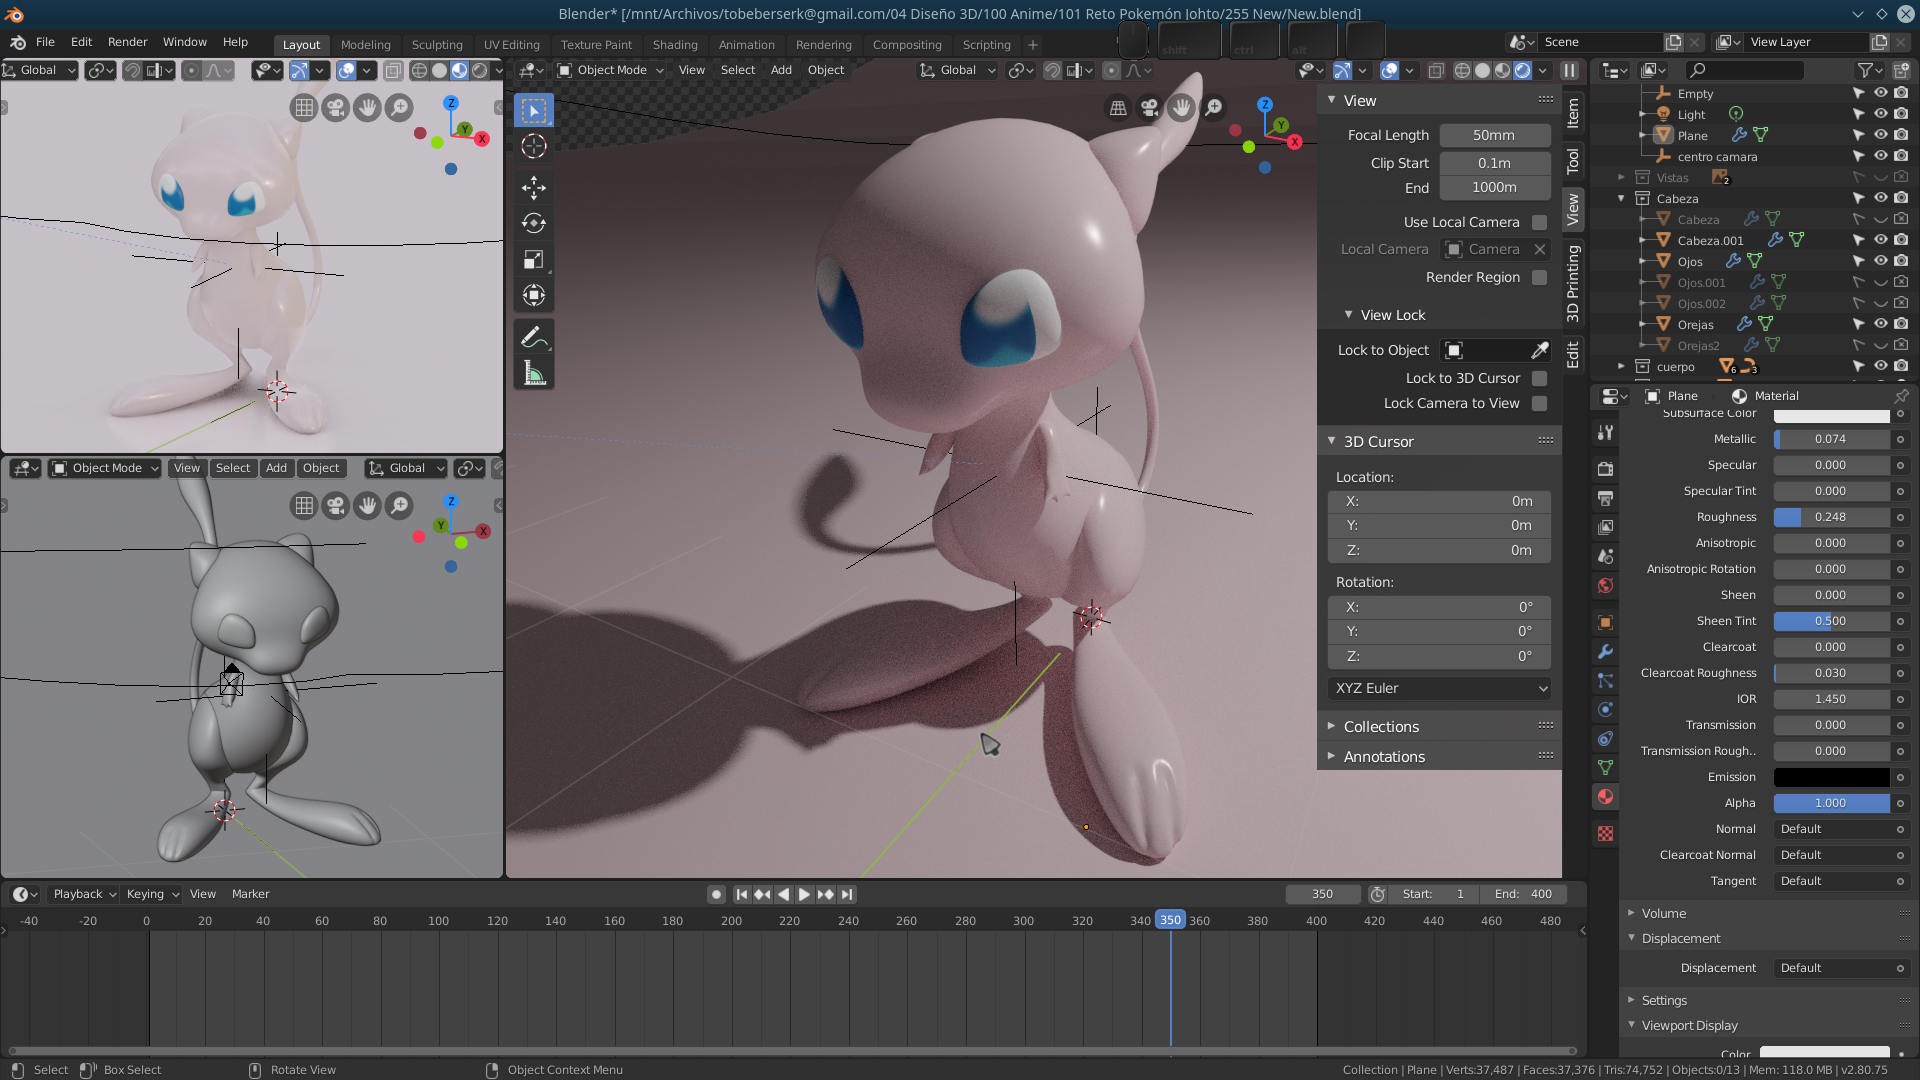 Blender* [/mnt/Archivos/tobeberserk@gmail.com/04 Diseño 3D/100 Anime/101 Reto Pokemón Johto/255 New/New.blend]
File Edit Render Window Help Layout Modeling Sculpting UV Editing Texture Paint Shading Animation Rendering Compositing Scripting + shift ctrl alt Scene View Layer
Global
Object Mode View Select Add Object Global
Z
Y
X
Z
Y
X
View
Focal Length 50mm
Clip Start 0.1m
End 1000m
Use Local Camera
Local Camera Camera
Render Region
View Lock
Lock to Object
Lock to 3D Cursor
Lock Camera to View
3D Cursor
Location:
X: 0m
Y: 0m
Z: 0m
Rotation:
X: 0°
Y: 0°
Z: 0°
XYZ Euler
Collections
Annotations
Item
Tool
View
3D Printing
Edit
Object Mode View Select Add Object Global
Z
Y
X
Empty
Light
Plane
centro camara
Vistas 2
Cabeza
Cabeza
Cabeza.001
Ojos
Ojos.001
Ojos.002
Orejas
Orejas2
cuerpo 6 3
Plane Material
Subsurface Color
Metallic 0.074
Specular 0.000
Specular Tint 0.000
Roughness 0.248
Anisotropic 0.000
Anisotropic Rotation 0.000
Sheen 0.000
Sheen Tint 0.500
Clearcoat 0.000
Clearcoat Roughness 0.030
IOR 1.450
Transmission 0.000
Transmission Rough.. 0.000
Emission
Alpha 1.000
Normal Default
Clearcoat Normal Default
Tangent Default
Volume
Displacement
Displacement Default
Settings
Viewport Display
Color
Playback Keying View Marker 350 Start: 1 End: 400
-40 -20 0 20 40 60 80 100 120 140 160 180 200 220 240 260 280 300 320 340 350 360 380 400 420 440 460 480
Select Box Select Rotate View Object Context Menu Collection | Plane | Verts:37,487 | Faces:37,376 | Tris:74,752 | Objects:0/13 | Mem: 118.0 MB | v2.80.75